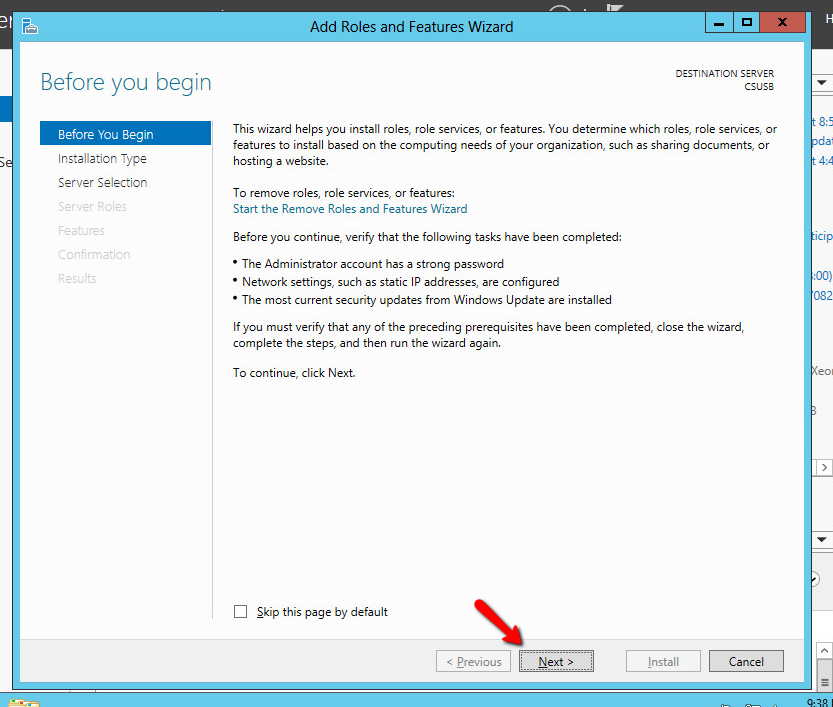 Add Roles and Features Wizard
Before you begin
DESTINATION SERVER
CSUSB
Before You Begin
Installation Type
Server Selection
Server Roles
Features
Confirmation
Results
This wizard helps you install roles, role services, or features. You determine which roles, role services, or
features to install based on the computing needs of your organization, such as sharing documents, or
hosting a website.
To remove roles, role services, or features:
Start the Remove Roles and Features Wizard
Before you continue, verify that the following tasks have been completed:
• The Administrator account has a strong password
• Network settings, such as static IP addresses, are configured
• The most current security updates from Windows Update are installed
If you must verify that any of the preceding prerequisites have been completed, close the wizard,
complete the steps, and then run the wizard again.
To continue, click Next.
Skip this page by default
< Previous
Next >
Install
Cancel
9:38